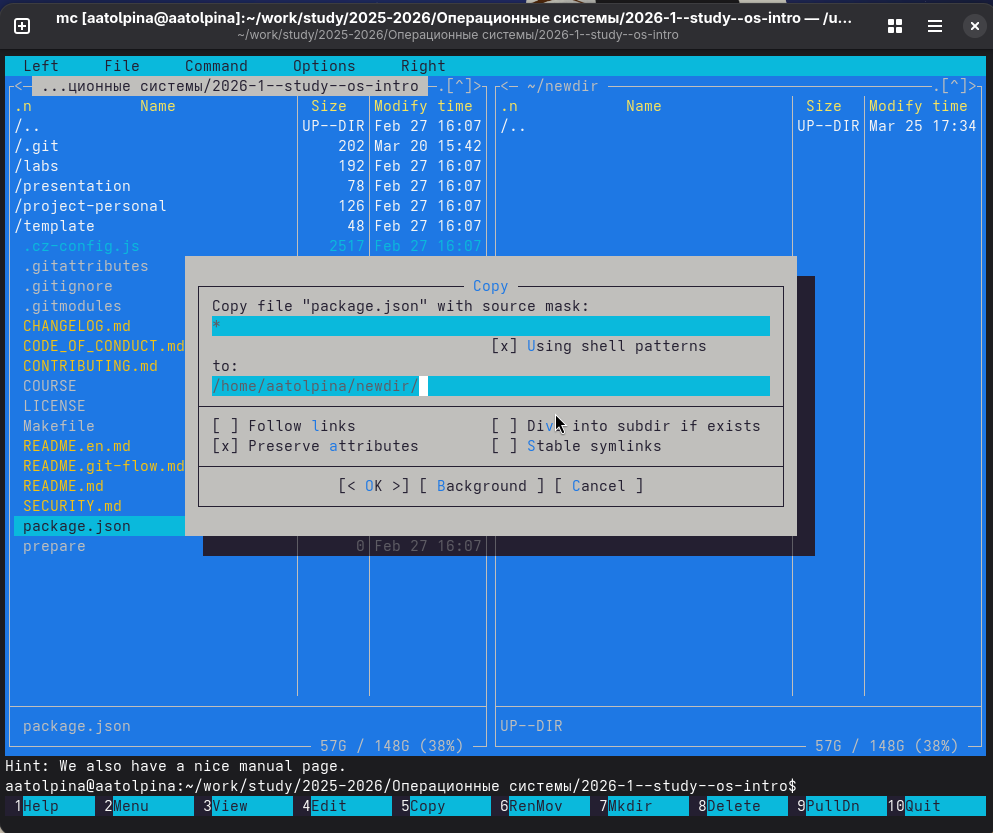 mc [aatolpina@aatolpina]:~/work/study/2025-2026/Операционные системы/2026-1--study--os-intro — /u...
~/work/study/2025-2026/Операционные системы/2026-1--study--os-intro
Left File Command Options Right
<— ...ционные системы/2026-1--study--os-intro .[^]> <— ~/newdir .[^]>
.n Name Size Modify time .n Name Size Modify time
/.. UP--DIR Feb 27 16:07 /.. UP--DIR Mar 25 17:34
/.git 202 Mar 20 15:42
/labs 192 Feb 27 16:07
/presentation 78 Feb 27 16:07
/project-personal 126 Feb 27 16:07
/template 48 Feb 27 16:07
.cz-config.js 2517 Feb 27 16:07
.gitattributes
.gitignore
.gitmodules
CHANGELOG.md
CODE_OF_CONDUCT.md
CONTRIBUTING.md
COURSE
LICENSE
Makefile
README.en.md
README.git-flow.md
README.md
SECURITY.md
package.json
prepare 0 Feb 27 16:07
Copy
Copy file "package.json" with source mask:
*
[x] Using shell patterns
to:
/home/aatolpina/newdir/
[ ] Follow links [ ] Dive into subdir if exists
[x] Preserve attributes [ ] Stable symlinks
[< OK >] [ Background ] [ Cancel ]
package.json UP--DIR
57G / 148G (38%) 57G / 148G (38%)
Hint: We also have a nice manual page.
aatolpina@aatolpina:~/work/study/2025-2026/Операционные системы/2026-1--study--os-intro$
1Help 2Menu 3View 4Edit 5Copy 6RenMov 7Mkdir 8Delete 9PullDn 10Quit